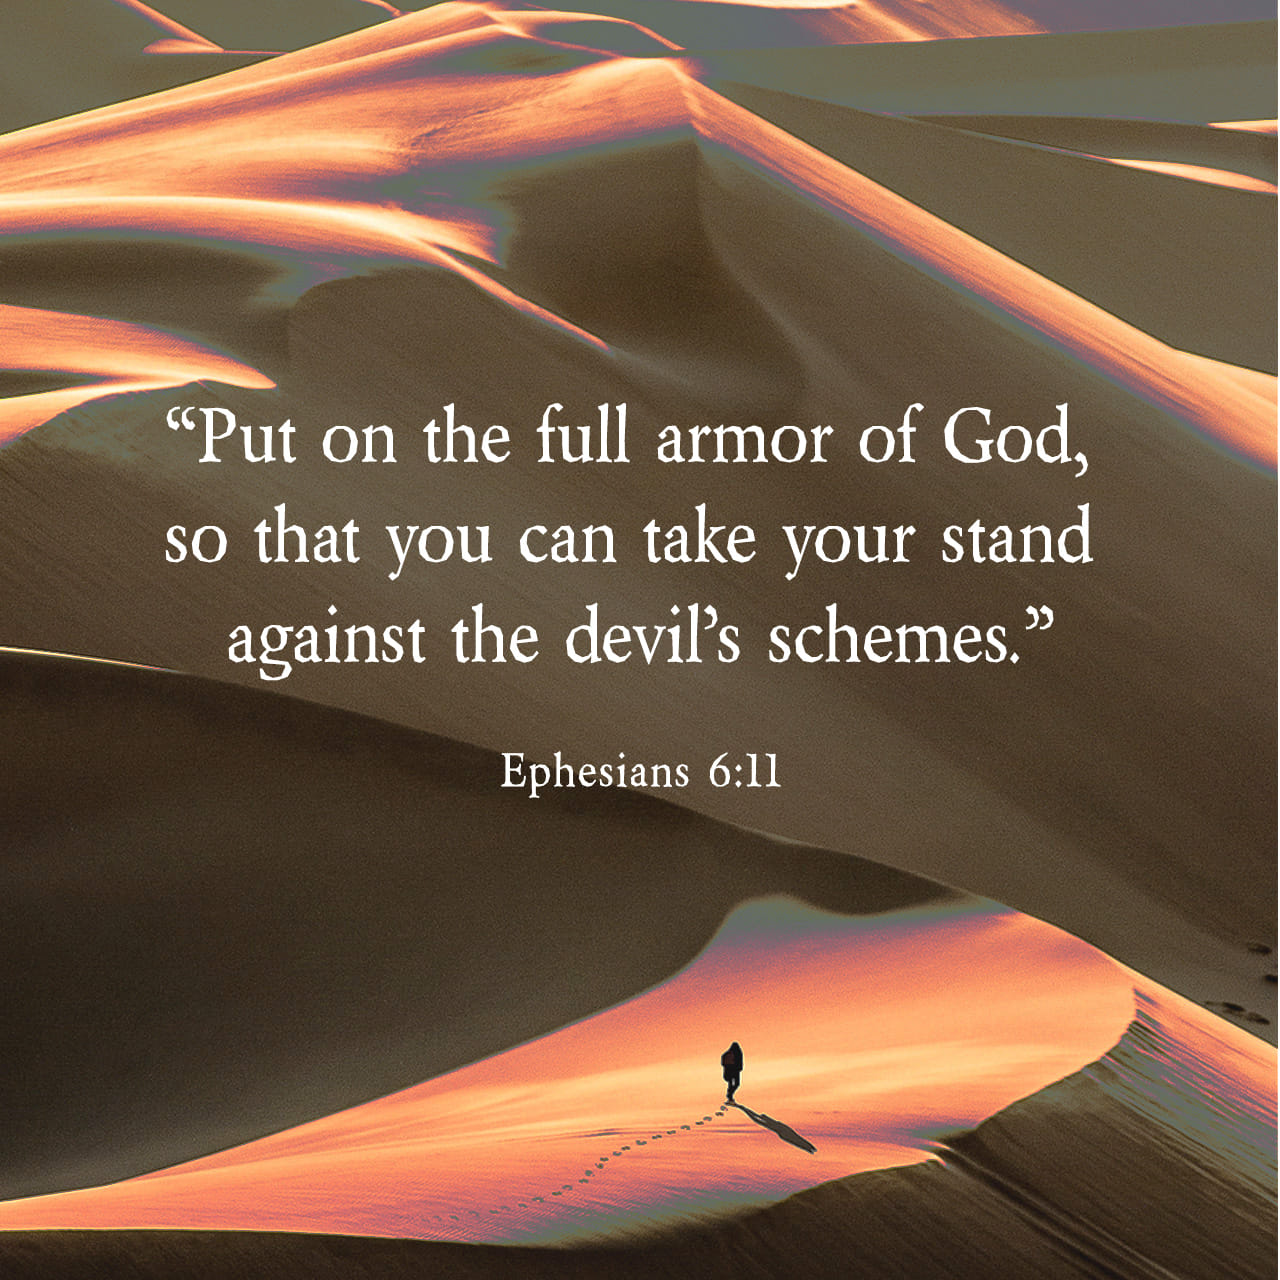 “Put on the full armor of God,
so that you can take your stand
against the devil’s schemes.”
Ephesians 6:11